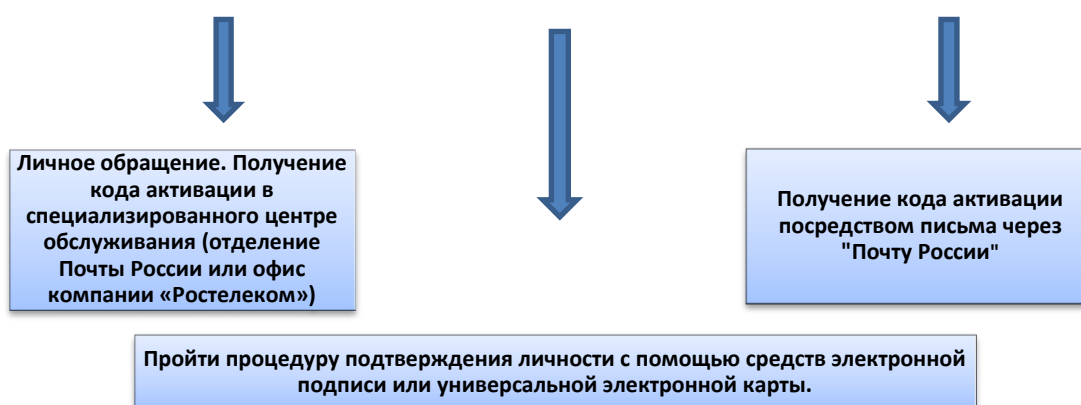 Личное обращение. Получение
кода активации в
специализированного центре
обслуживания (отделение
Почты России или офис
компании «Ростелеком»)
Получение кода активации
посредством письма через
"Почту России"
Пройти процедуру подтверждения личности с помощью средств электронной
подписи или универсальной электронной карты.